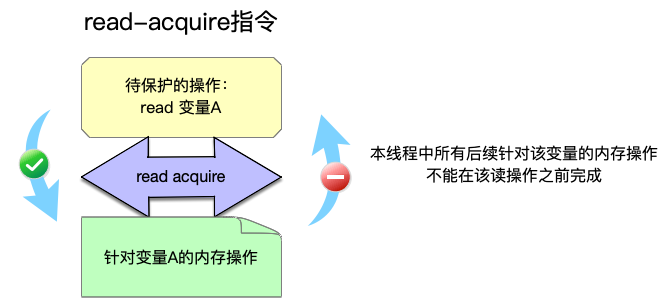 read-acquire指令
待保护的操作：
read 变量A
read acquire
本线程中所有后续针对该变量的内存操作
不能在该读操作之前完成
针对变量A的内存操作